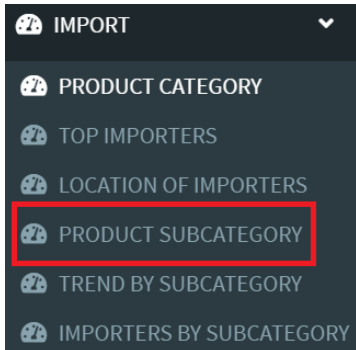 IMPORT
PRODUCT CATEGORY
TOP IMPORTERS
LOCATION OF IMPORTERS
PRODUCT SUBCATEGORY
TREND BY SUBCATEGORY
IMPORTERS BY SUBCATEGORY